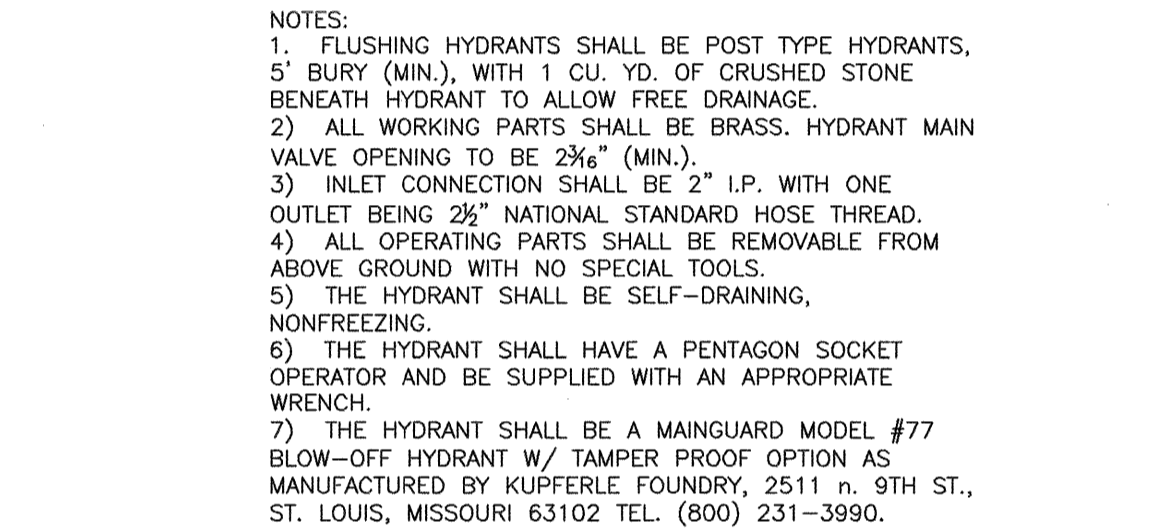 NOTES:
1. FLUSHING HYDRANTS SHALL BE POST TYPE HYDRANTS,
5' BURY (MIN.), WITH 1 CU. YD. OF CRUSHED STONE
BENEATH HYDRANT TO ALLOW FREE DRAINAGE.
2) ALL WORKING PARTS SHALL BE BRASS. HYDRANT MAIN
VALVE OPENING TO BE 2 3/16" (MIN.).
3) INLET CONNECTION SHALL BE 2" I.P. WITH ONE
OUTLET BEING 2 1/2" NATIONAL STANDARD HOSE THREAD.
4) ALL OPERATING PARTS SHALL BE REMOVABLE FROM
ABOVE GROUND WITH NO SPECIAL TOOLS.
5) THE HYDRANT SHALL BE SELF-DRAINING,
NONFREEZING.
6) THE HYDRANT SHALL HAVE A PENTAGON SOCKET
OPERATOR AND BE SUPPLIED WITH AN APPROPRIATE
WRENCH.
7) THE HYDRANT SHALL BE A MAINGUARD MODEL #77
BLOW-OFF HYDRANT W/ TAMPER PROOF OPTION AS
MANUFACTURED BY KUPFERLE FOUNDRY, 2511 n. 9TH ST.,
ST. LOUIS, MISSOURI 63102 TEL. (800) 231-3990.